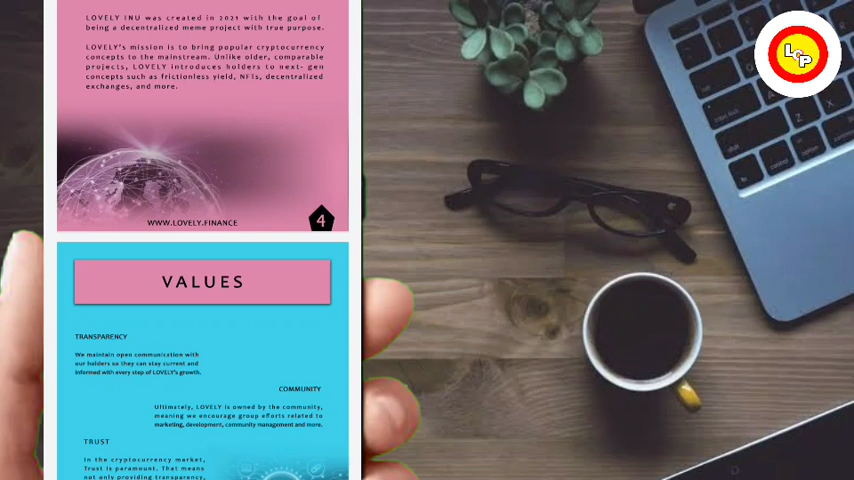 LOVELY INU was created in 2021 with the goal of
being a decentralized meme project with true purpose.
LOVELY's mission is to bring popular cryptocurrency
concepts to the mainstream. Unlike older, comparable
projects, LOVELY introduces holders to next- gen
concepts such as frictionless yield, NFTs, decentralized
exchanges, and more.
WWW.LOVELY.FINANCE
4
VALUES
TRANSPARENCY
We maintain open communication with
our holders so they can stay current and
informed with every step of LOVELY's growth.
COMMUNITY
Ultimately, LOVELY is owned by the community,
meaning we encourage group efforts related to
marketing, development, community management and more.
TRUST
In the cryptocurrency market,
Trust is paramount. That means
not only providing transparency,
LCP